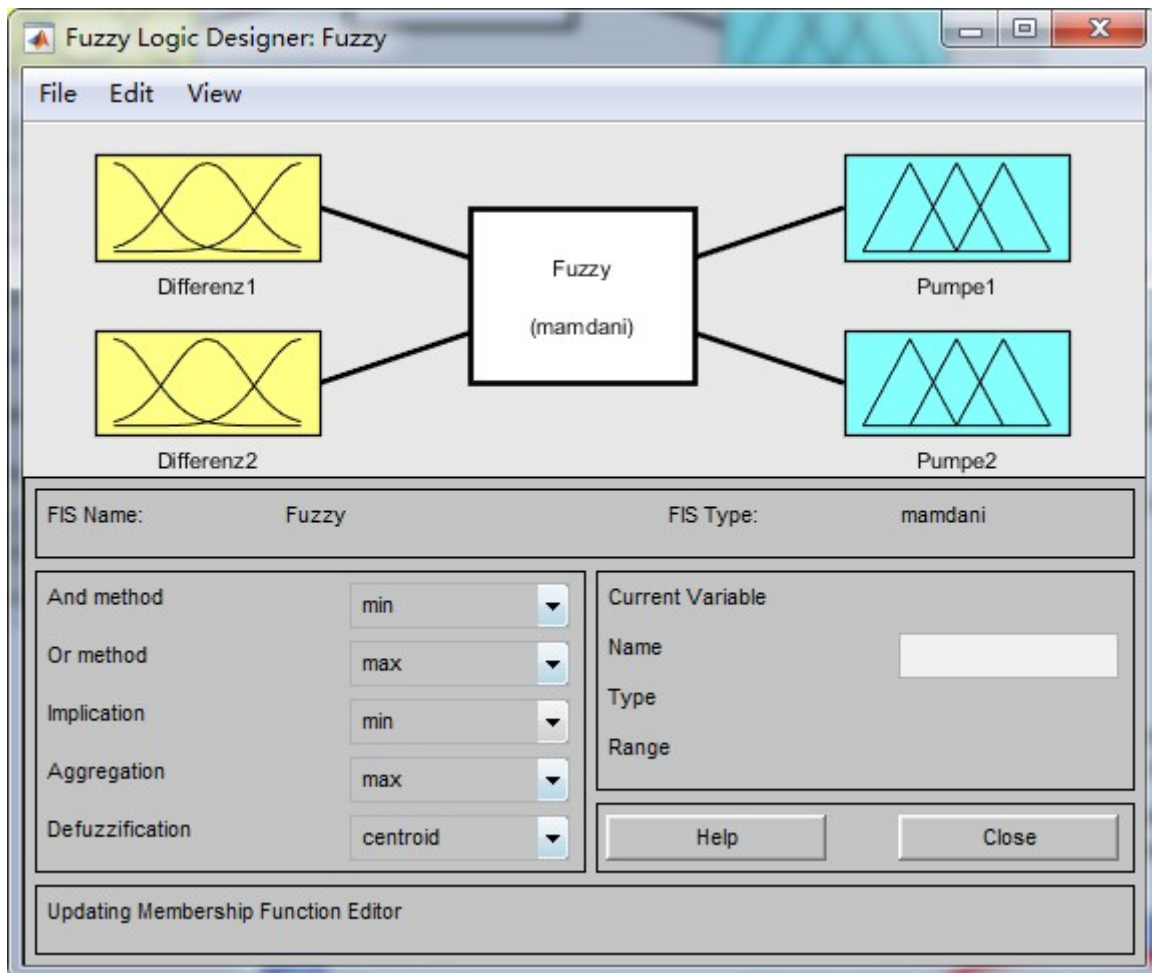 Fuzzy Logic Designer: Fuzzy
File Edit View
Differenz1
Differenz2
Fuzzy
(mamdani)
Pumpe1
Pumpe2
FIS Name: Fuzzy FIS Type: mamdani
And method min
Or method max
Implication min
Aggregation max
Defuzzification centroid
Current Variable
Name
Type
Range
Help Close
Updating Membership Function Editor